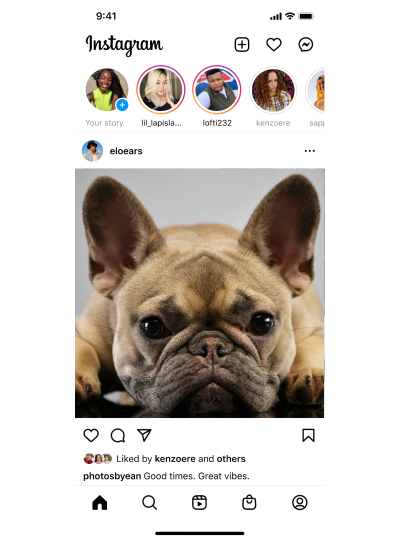 9:41
Instagram
Your story lil_lapisla... lofti232 kenzoere sapp
eloears
Liked by kenzoere and others
photosbyean Good times. Great vibes.